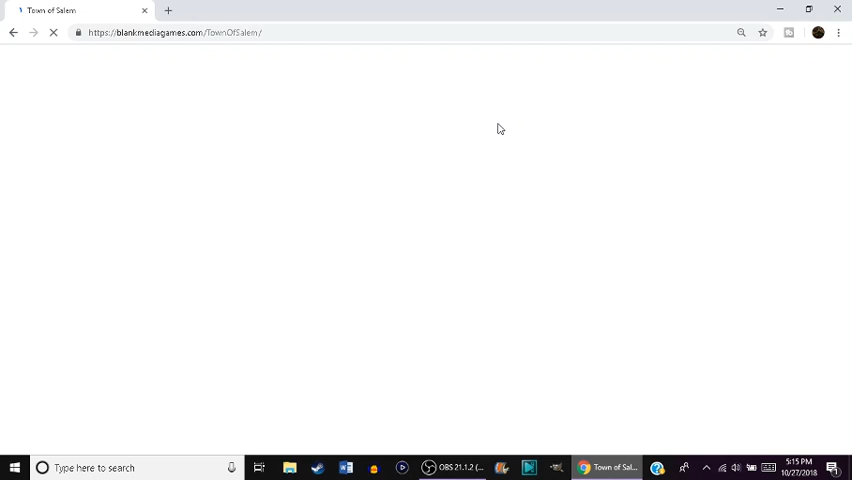 Town of Salem
https://blankmediagames.com/TownOfSalem/
Type here to search
OBS 21.1.2 (...
Town of Sal...
5:15 PM
10/27/2018